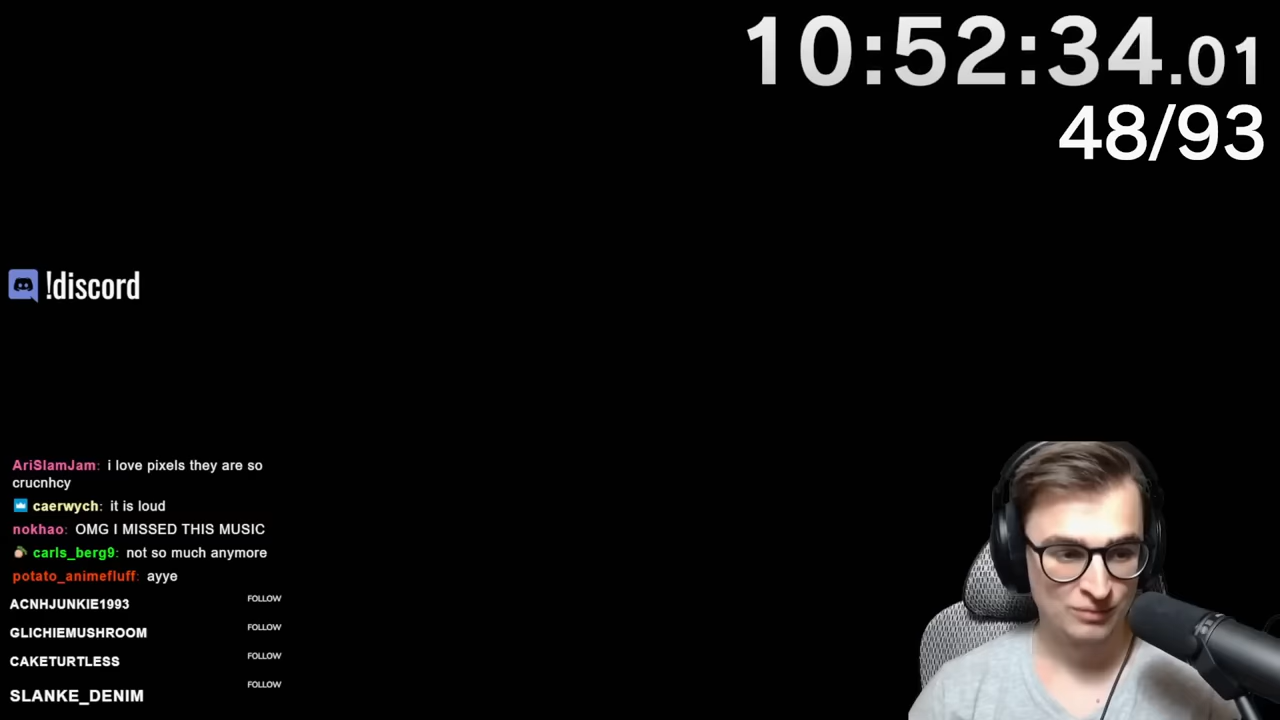 10:52:34.01
48/93
!discord
AriSlamJam: i love pixels they are so
crucnhcy
caerwych: it is loud
nokhao: OMG I MISSED THIS MUSIC
carls_berg9: not so much anymore
potato_animefluff: ayye
ACNHJUNKIE1993 FOLLOW
GLICHIEMUSHROOM FOLLOW
CAKETURTLESS FOLLOW
SLANKE_DENIM FOLLOW